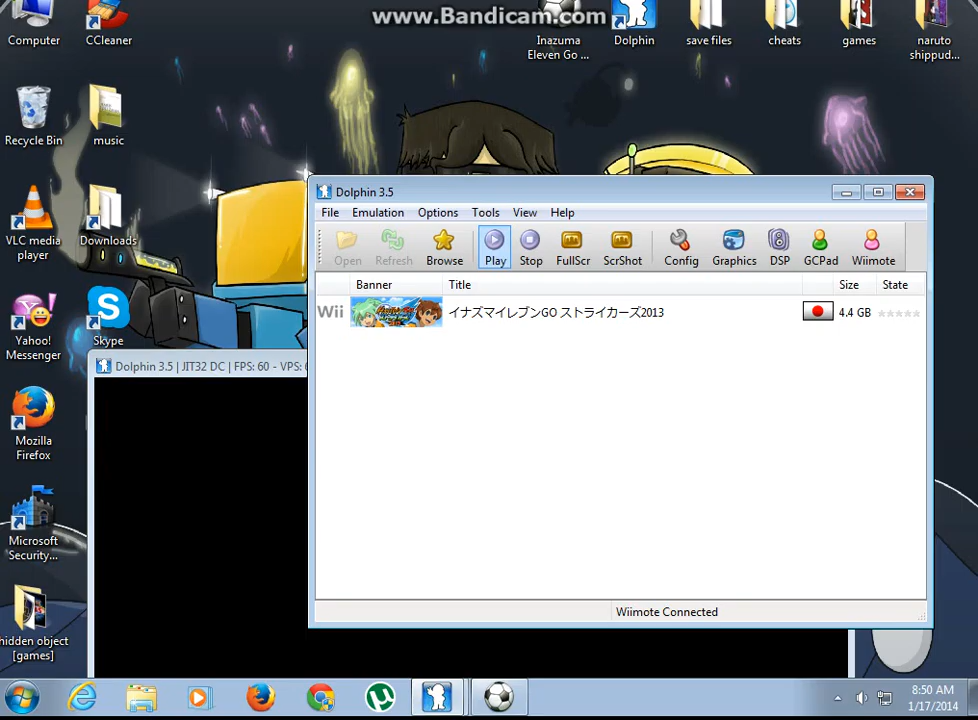 www.Bandicam.com
Computer
CCleaner
Inazuma
Eleven Go ...
Dolphin
save files
cheats
games
naruto
shippud...
Recycle Bin
music
VLC media
player
Downloads
Yahoo!
Messenger
Skype
Mozilla
Firefox
Microsoft
Security...
hidden object
[games]
Dolphin 3.5 | JIT32 DC | FPS: 60 - VPS:
Dolphin 3.5
File Emulation Options Tools View Help
Open Refresh Browse Play Stop FullScr ScrShot Config Graphics DSP GCPad Wiimote
Banner Title Size State
Wii イナズマイレブンGO ストライカーズ2013 4.4 GB
Wiimote Connected
8:50 AM
1/17/2014